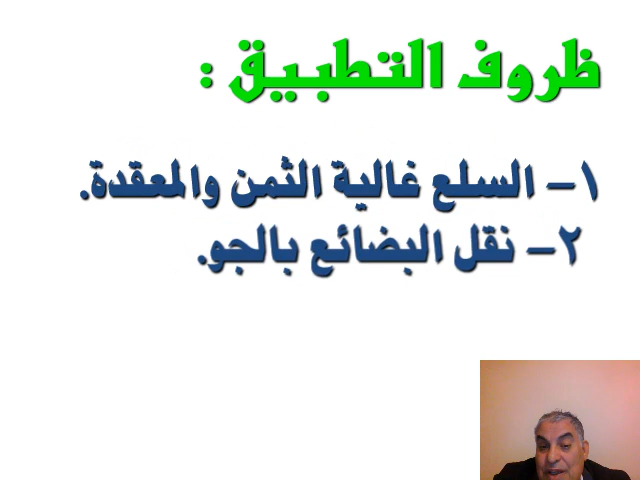 ظروف التطبيق :
١- السلع غالية الثمن والمعقدة.
٢- نقل البضائع بالجو.